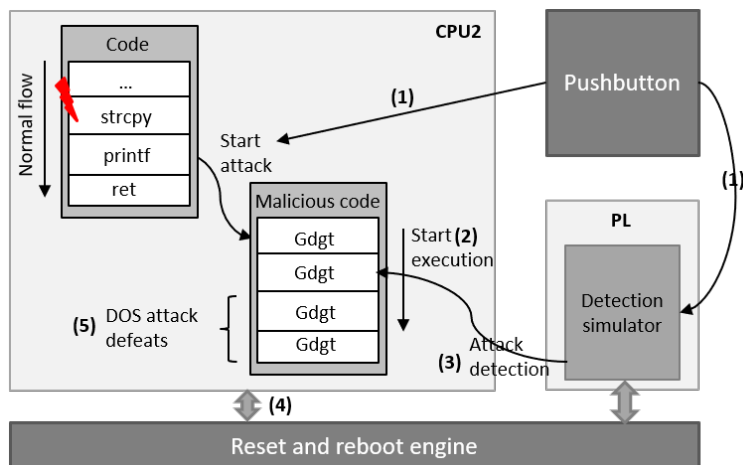 CPU2
Code
...
strcpy
printf
ret
Normal flow
Start
attack
(1)
Pushbutton
(1)
Malicious code
Gdgt
Gdgt
Gdgt
Gdgt
Start (2)
execution
(5) DOS attack
defeats
PL
Detection
simulator
(3) Attack
detection
(4)
Reset and reboot engine